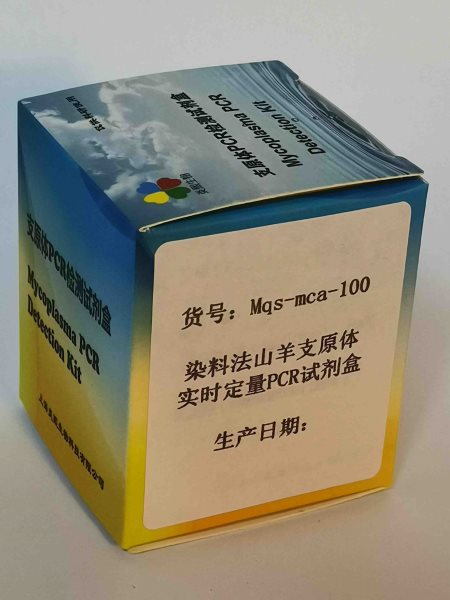 支原体PCR检测试剂盒
Mycoplasma PCR
Detection Kit
支原体PCR检测试剂盒
Mycoplasma PCR
Detection Kit
货号：Mqs-mca-100
染料法山羊支原体
实时定量PCR试剂盒
生产日期：